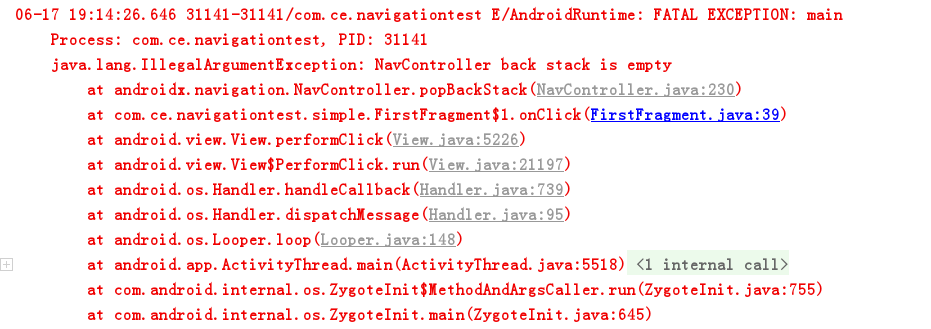 06-17 19:14:26.646 31141-31141/com.ce.navigationtest E/AndroidRuntime: FATAL EXCEPTION: main
Process: com.ce.navigationtest, PID: 31141
java.lang.IllegalArgumentException: NavController back stack is empty
at androidx.navigation.NavController.popBackStack(NavController.java:230)
at com.ce.navigationtest.simple.FirstFragment$1.onClick(FirstFragment.java:39)
at android.view.View.performClick(View.java:5226)
at android.view.View$PerformClick.run(View.java:21197)
at android.os.Handler.handleCallback(Handler.java:739)
at android.os.Handler.dispatchMessage(Handler.java:95)
at android.os.Looper.loop(Looper.java:148)
at android.app.ActivityThread.main(ActivityThread.java:5518) <1 internal call>
at com.android.internal.os.ZygoteInit$MethodAndArgsCaller.run(ZygoteInit.java:755)
at com.android.internal.os.ZygoteInit.main(ZygoteInit.java:645)